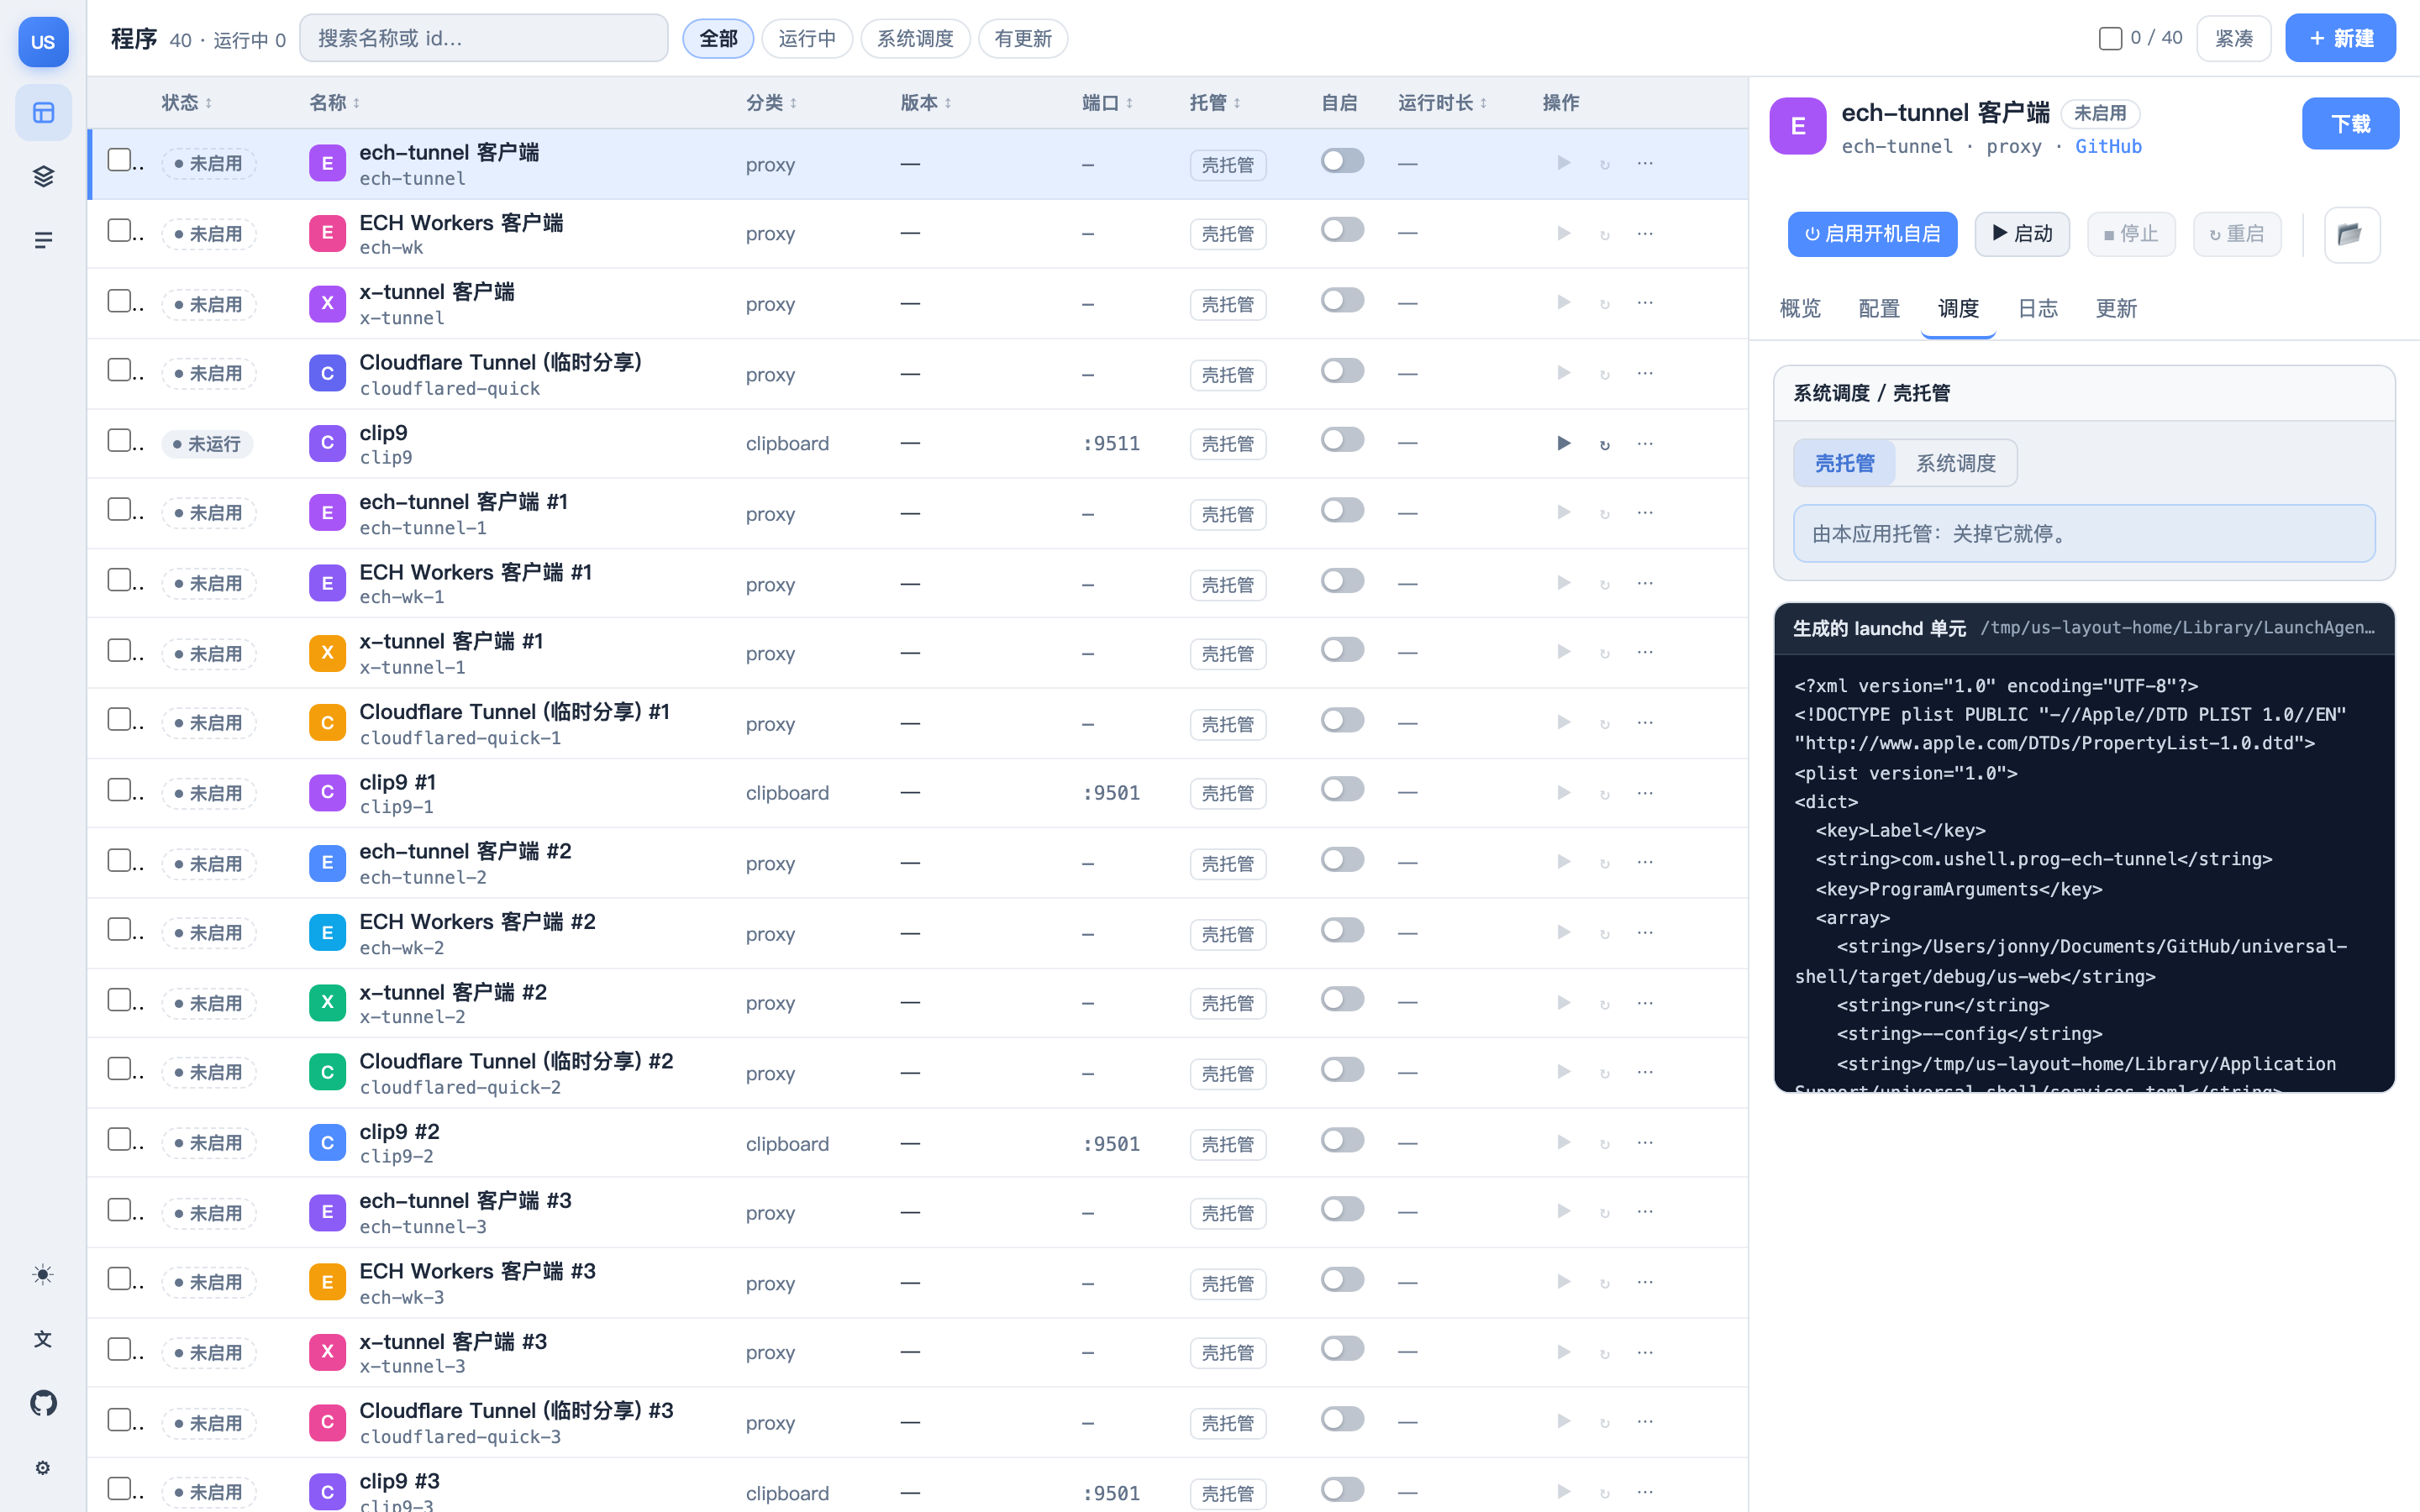 US
程序 40 · 运行中 0
搜索名称或 id...
全部 运行中 系统调度 有更新
0 / 40 紧凑 + 新建
状态 名称 分类 版本 端口 托管 自启 运行时长 操作
未启用 E ech-tunnel 客户端 proxy — – 壳托管 — ...
ech-tunnel
未启用 E ECH Workers 客户端 proxy — – 壳托管 — ...
ech-wk
未启用 X x-tunnel 客户端 proxy — – 壳托管 — ...
x-tunnel
未启用 C Cloudflare Tunnel (临时分享) proxy — – 壳托管 — ...
cloudflared-quick
未运行 C clip9 clipboard — :9511 壳托管 — ...
clip9
未启用 E ech-tunnel 客户端 #1 proxy — – 壳托管 — ...
ech-tunnel-1
未启用 E ECH Workers 客户端 #1 proxy — – 壳托管 — ...
ech-wk-1
未启用 X x-tunnel 客户端 #1 proxy — – 壳托管 — ...
x-tunnel-1
未启用 C Cloudflare Tunnel (临时分享) #1 proxy — – 壳托管 — ...
cloudflared-quick-1
未启用 C clip9 #1 clipboard — :9501 壳托管 — ...
clip9-1
未启用 E ech-tunnel 客户端 #2 proxy — – 壳托管 — ...
ech-tunnel-2
未启用 E ECH Workers 客户端 #2 proxy — – 壳托管 — ...
ech-wk-2
未启用 X x-tunnel 客户端 #2 proxy — – 壳托管 — ...
x-tunnel-2
未启用 C Cloudflare Tunnel (临时分享) #2 proxy — – 壳托管 — ...
cloudflared-quick-2
未启用 C clip9 #2 clipboard — :9501 壳托管 — ...
clip9-2
未启用 E ech-tunnel 客户端 #3 proxy — – 壳托管 — ...
ech-tunnel-3
未启用 E ECH Workers 客户端 #3 proxy — – 壳托管 — ...
ech-wk-3
未启用 X x-tunnel 客户端 #3 proxy — – 壳托管 — ...
x-tunnel-3
未启用 C Cloudflare Tunnel (临时分享) #3 proxy — – 壳托管 — ...
cloudflared-quick-3
未启用 C clip9 #3 clipboard — :9501 壳托管 — ...
clip9-3
文
E ech-tunnel 客户端 未启用 下载
ech-tunnel · proxy · GitHub
启用开机自启 启动 停止 重启
概览 配置 调度 日志 更新
系统调度 / 壳托管
壳托管 系统调度
由本应用托管：关掉它就停。
生成的 launchd 单元 /tmp/us-layout-home/Library/LaunchAgen…
<?xml version="1.0" encoding="UTF-8"?>
<!DOCTYPE plist PUBLIC "-//Apple//DTD PLIST 1.0//EN"
"http://www.apple.com/DTDs/PropertyList-1.0.dtd">
<plist version="1.0">
<dict>
<key>Label</key>
<string>com.ushell.prog-ech-tunnel</string>
<key>ProgramArguments</key>
<array>
<string>/Users/jonny/Documents/GitHub/universal-
shell/target/debug/us-web</string>
<string>run</string>
<string>--config</string>
<string>/tmp/us-layout-home/Library/Application
Support/universal-shell/services.toml</string>